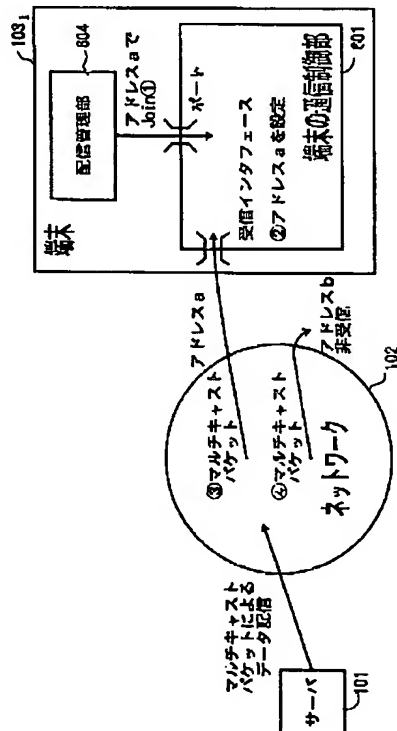 103₁
端末
804
配信管理部
アドレスaで
Join①
ポート
受信インタフェース
②アドレスaを設定
端末の通信制御部
801
アドレスa
③マルチキャスト
パケット
④マルチキャスト
パケット
アドレスb
非受信
ネットワーク
102
マルチキャスト
パケットによる
データ配信
サーバ
101